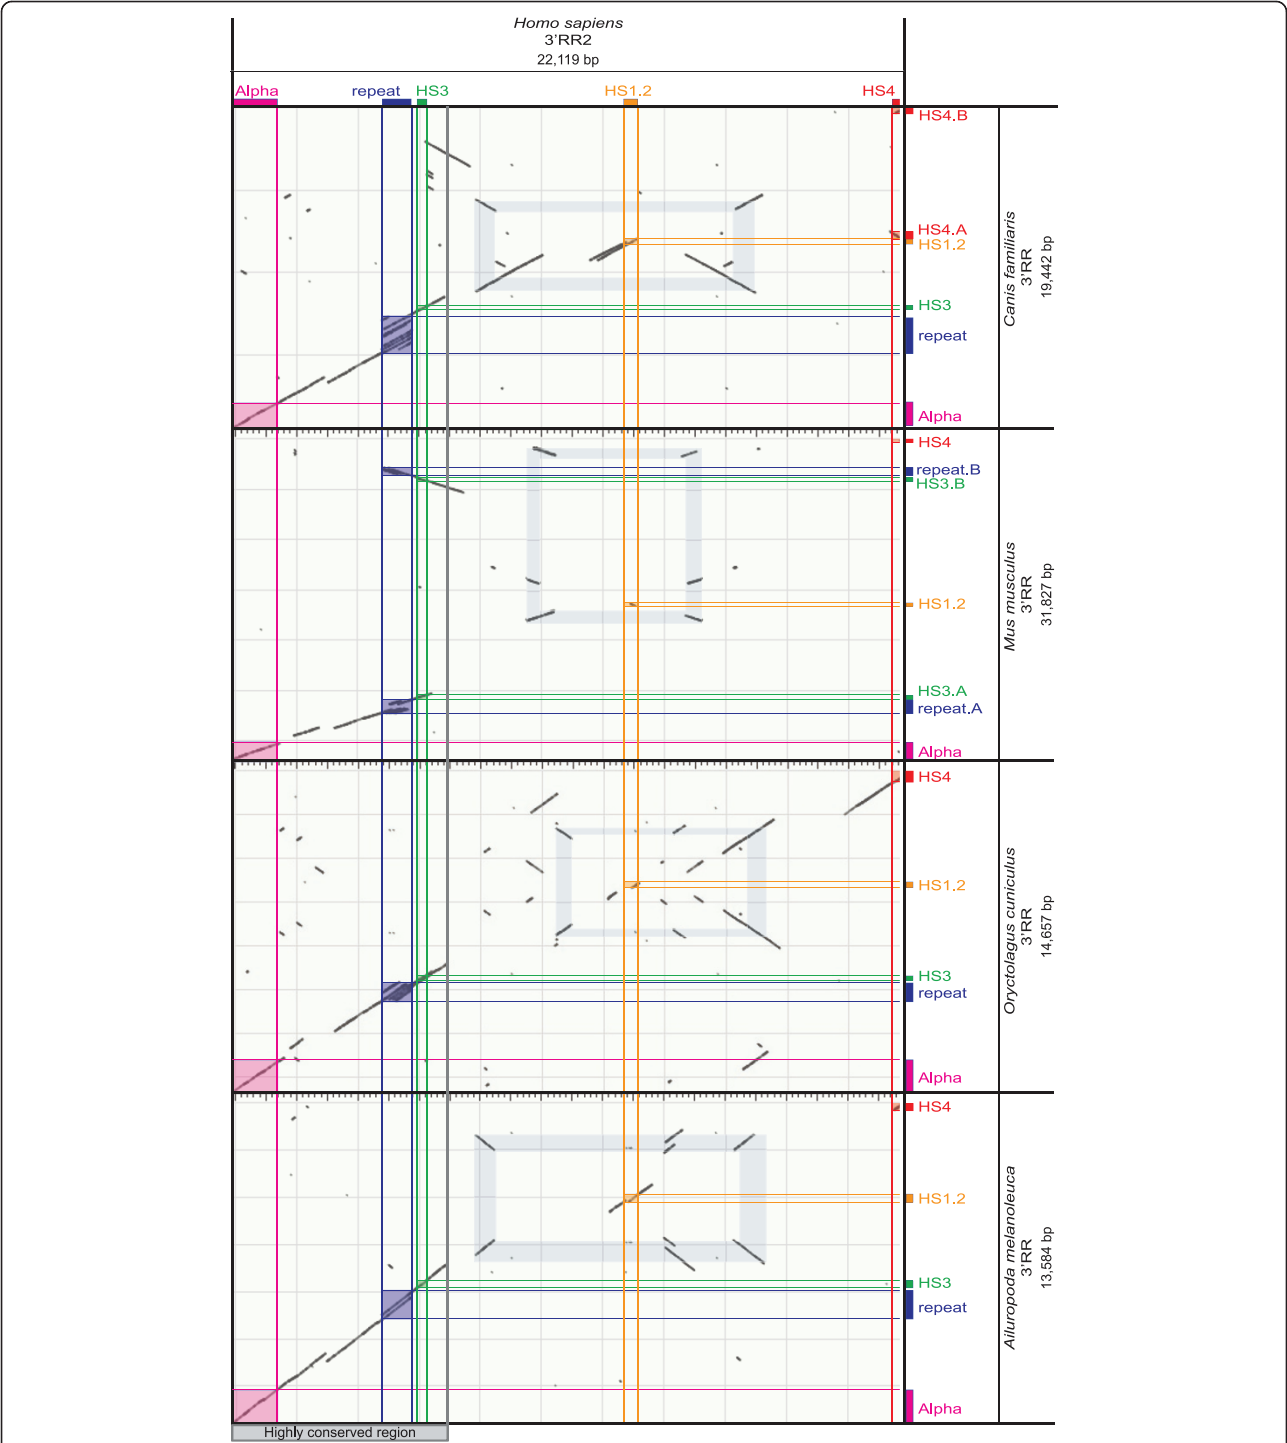 Homo sapiens
3’RR2
22,119 bp
Alpha repeat HS3 HS1.2 HS4
HS4.B
HS4.A
HS1.2
HS3
repeat
Alpha
Canis familiaris
3’RR
19,442 bp
HS4
repeat.B
HS3.B
HS1.2
HS3.A
repeat.A
Alpha
Mus musculus
3’RR
31,827 bp
HS4
HS1.2
HS3
repeat
Alpha
Oryctolagus cuniculus
3’RR
14,657 bp
HS4
HS1.2
HS3
repeat
Alpha
Ailuropoda melanoleuca
3’RR
13,584 bp
Highly conserved region